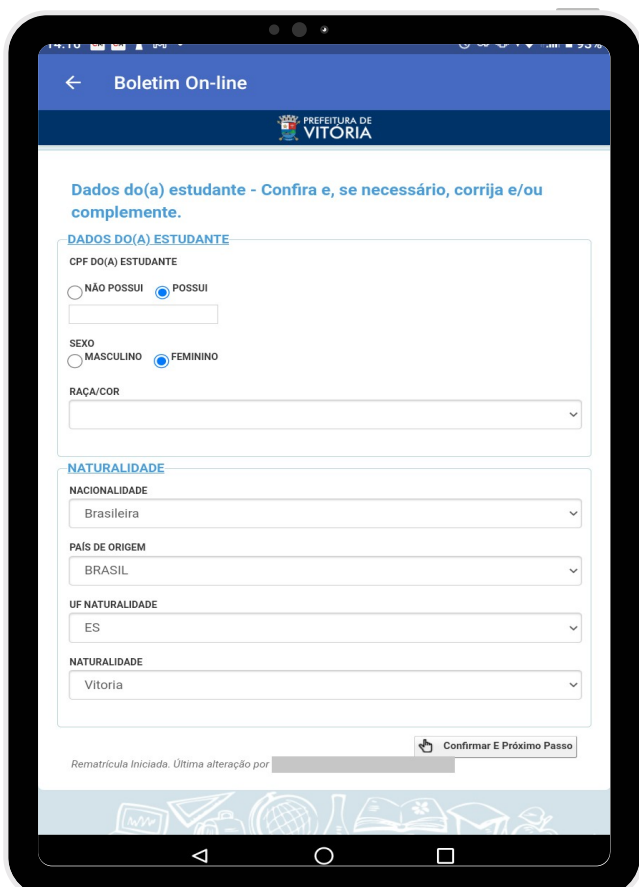 93%
Boletim On-line
PREFEITURA DE
VITÓRIA
Dados do(a) estudante - Confira e, se necessário, corrija e/ou
complemente.
DADOS DO(A) ESTUDANTE
CPF DO(A) ESTUDANTE
NÃO POSSUI POSSUI
SEXO
MASCULINO FEMININO
RAÇA/COR
NATURALIDADE
NACIONALIDADE
Brasileira
PAÍS DE ORIGEM
BRASIL
UF NATURALIDADE
ES
NATURALIDADE
Vitoria
Confirmar E Próximo Passo
Rematrícula Iniciada. Última alteração por